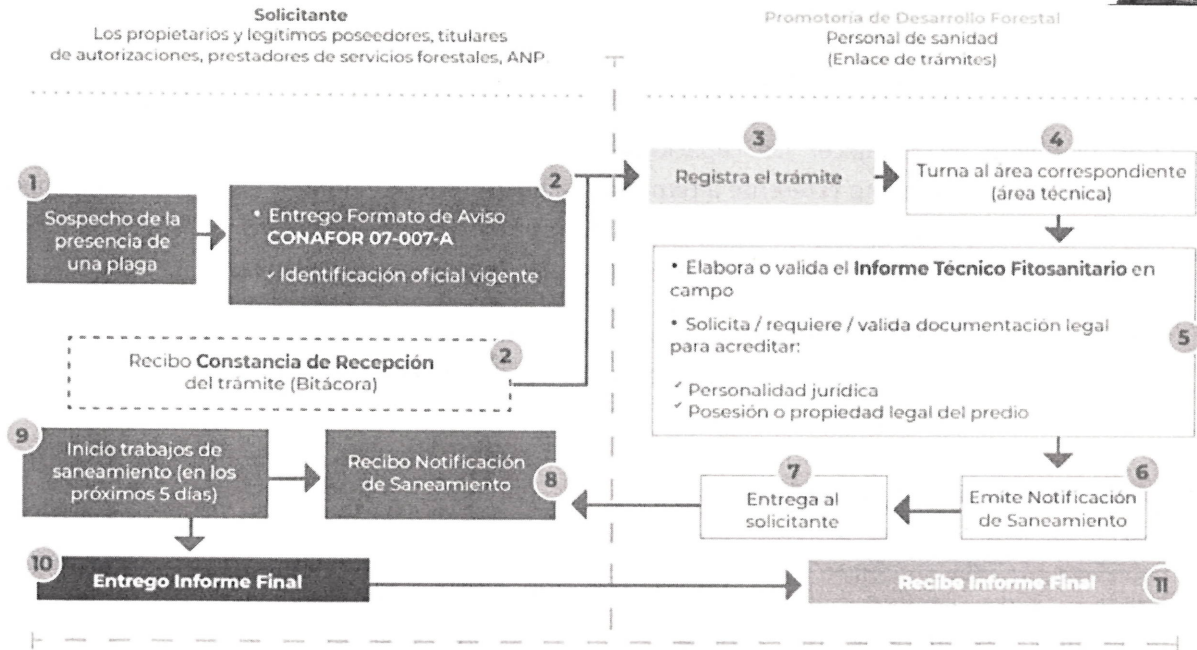 Solicitante
Los propietarios y legítimos poseedores, titulares
de autorizaciones, prestadores de servicios forestales, ANP.
Promotoría de Desarrollo Forestal
Personal de sanidad
(Enlace de trámites)
1
Sospecho de la
presencia de
una plaga
2
• Entrego Formato de Aviso
CONAFOR 07-007-A
✓ Identificación oficial vigente
2
Recibo Constancia de Recepción
del trámite (Bitácora)
3
Registra el trámite
4
Turna al área correspondiente
(área técnica)
5
• Elabora o valida el Informe Técnico Fitosanitario en
campo
• Solicita / requiere / valida documentación legal
para acreditar:
✓ Personalidad jurídica
✓ Posesión o propiedad legal del predio
6
Emite Notificación
de Saneamiento
7
Entrega al
solicitante
8
Recibo Notificación
de Saneamiento
9
Inicio trabajos de
saneamiento (en los
próximos 5 días)
10
Entrego Informe Final
11
Recibe Informe Final